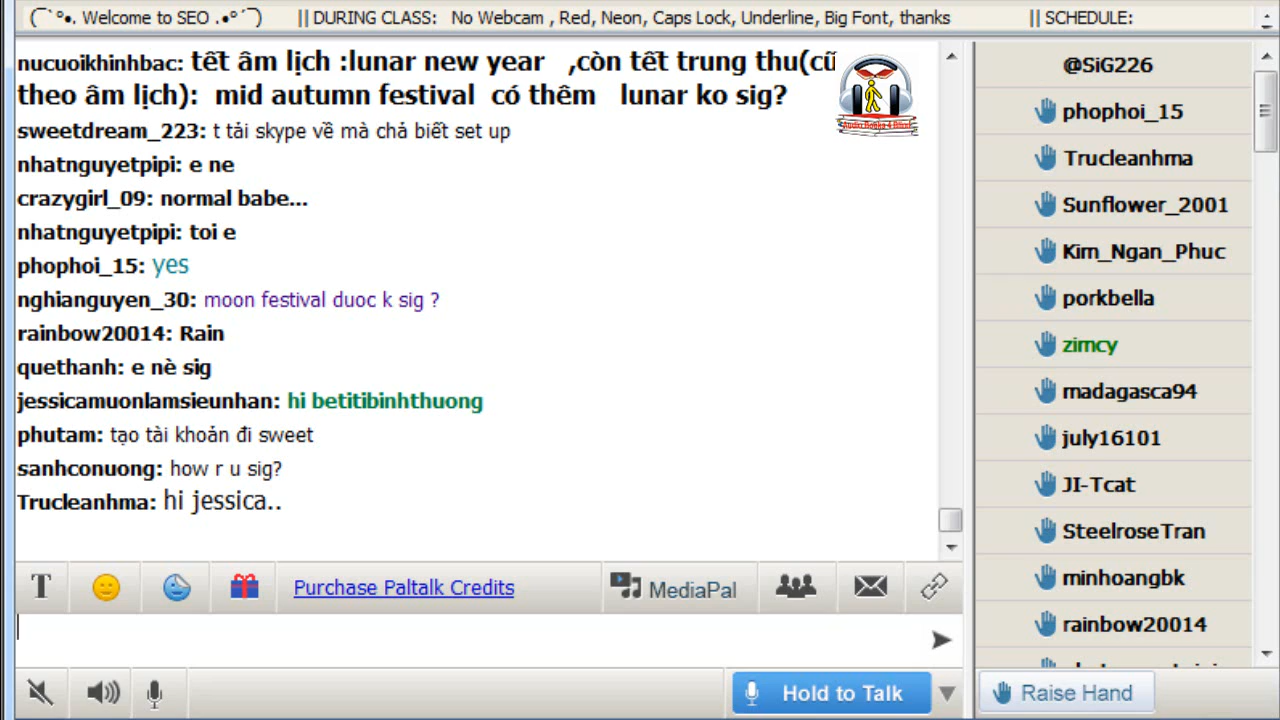 (¯`°•. Welcome to SEO .•°´¯) || DURING CLASS: No Webcam , Red, Neon, Caps Lock, Underline, Big Font, thanks || SCHEDULE:
nucuoikhinhbac: tết âm lịch :lunar new year ,còn tết trung thu(cũ
theo âm lịch): mid autumn festival có thêm lunar ko sig?
sweetdream_223: t tải skype về mà chả biết set up
nhatnguyetpipi: e ne
crazygirl_09: normal babe...
nhatnguyetpipi: toi e
phophoi_15: yes
nghianguyen_30: moon festival duoc k sig ?
rainbow20014: Rain
quethanh: e nè sig
jessicamuonlamsieunhan: hi betitibinhthuong
phutam: tạo tài khoản đi sweet
sanhconuong: how r u sig?
Trucleanhma: hi jessica..
Audio Books 4 Blind
T Purchase Paltalk Credits MediaPal
Hold to Talk
@SiG226
phophoi_15
Trucleanhma
Sunflower_2001
Kim_Ngan_Phuc
porkbella
zimcy
madagasca94
july16101
JI-Tcat
SteelroseTran
minhoangbk
rainbow20014
Raise Hand